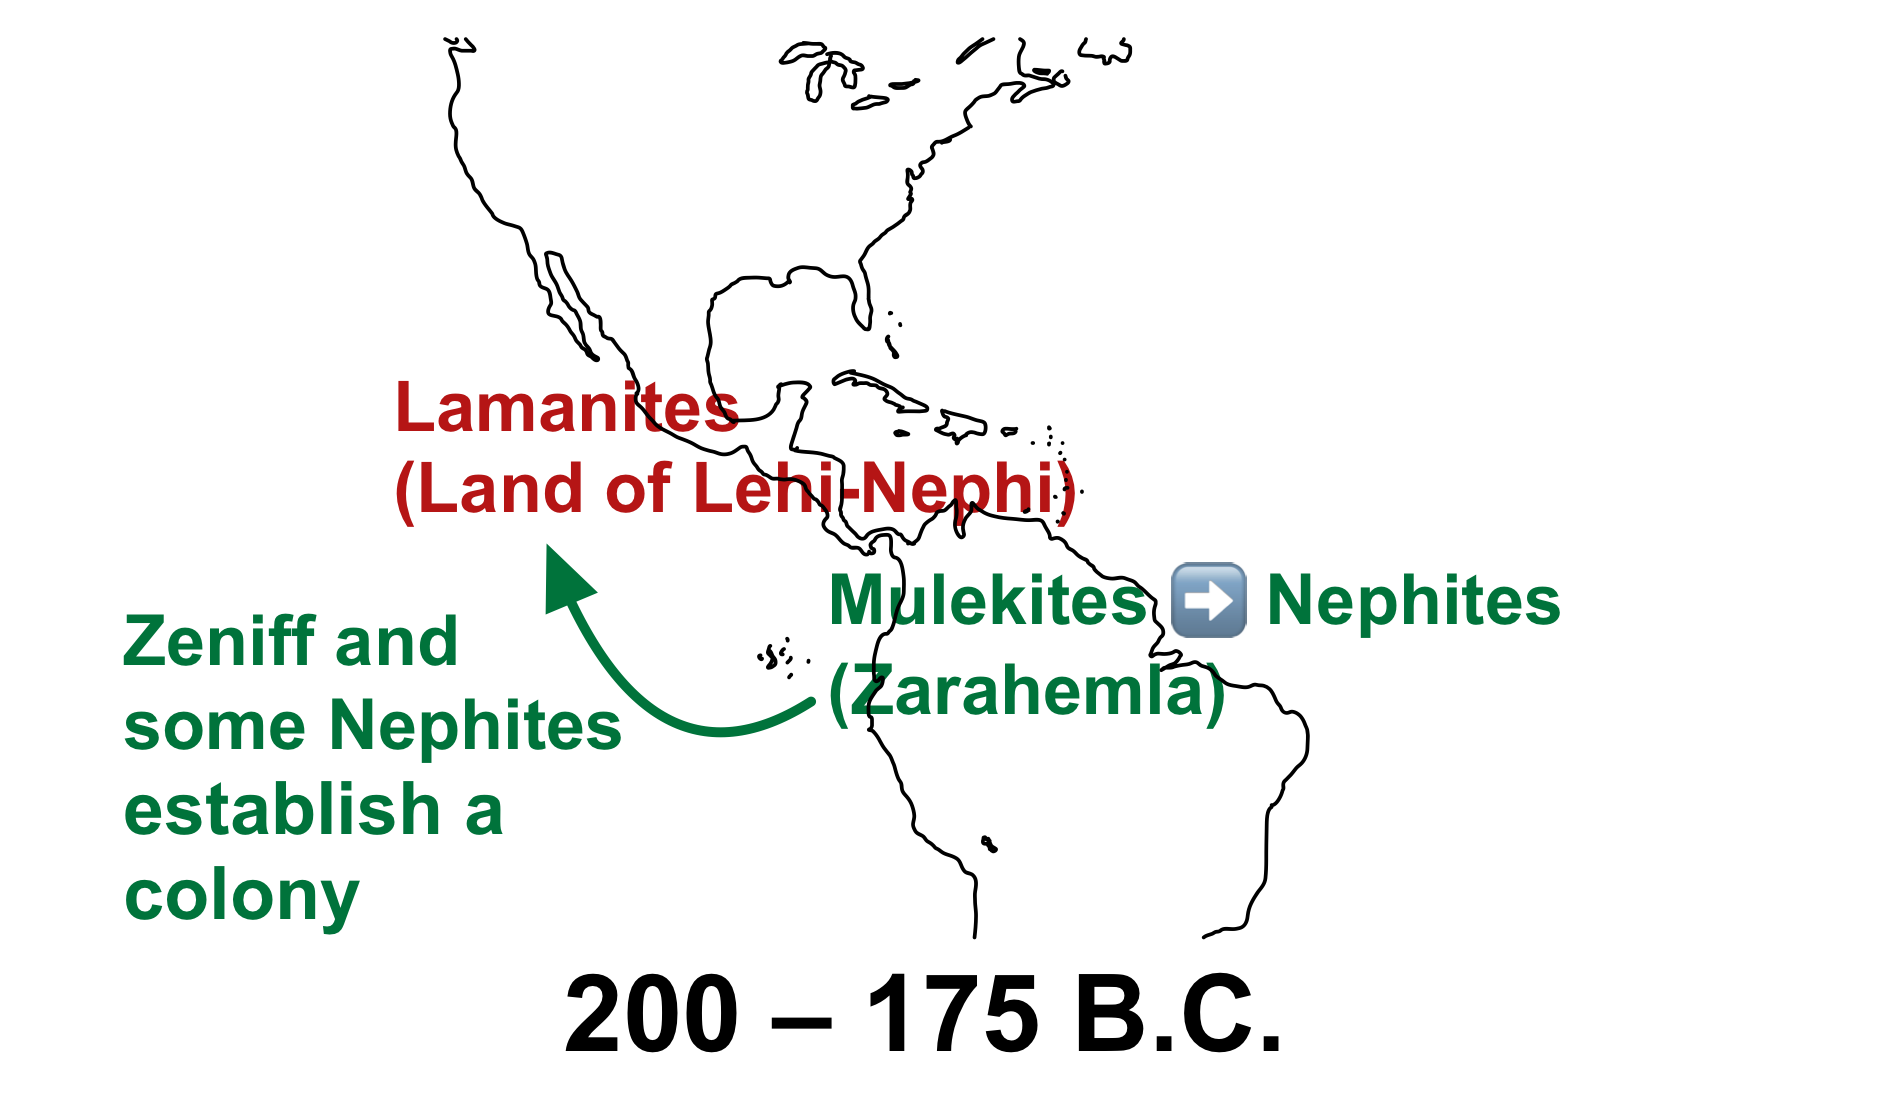 Lamanites
(Land of Lehi-Nephi)
Mulekites ➡️ Nephites
(Zarahemla)
Zeniff and
some Nephites
establish a
colony
200 – 175 B.C.